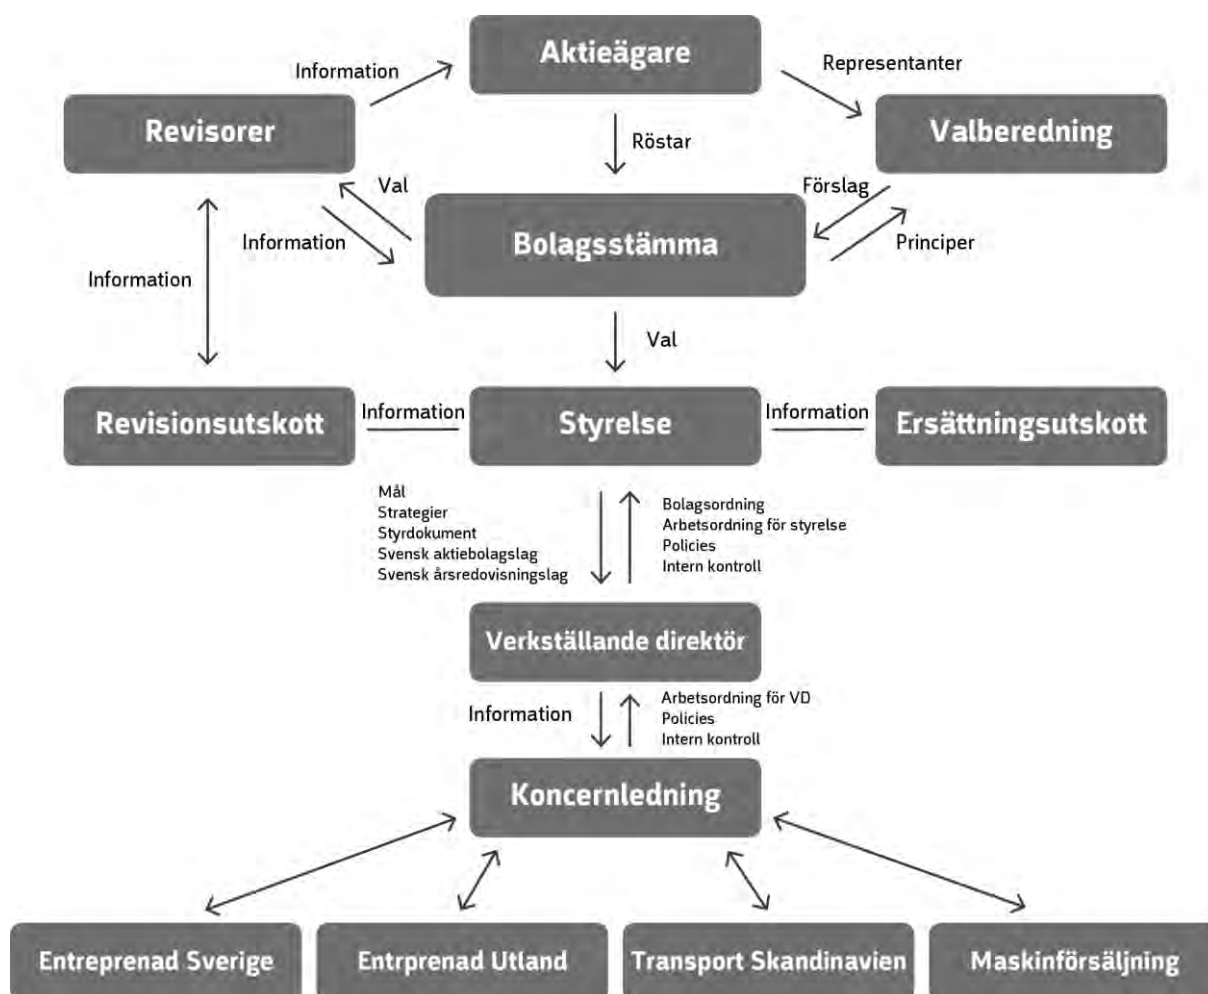 Aktieägare
Information
Representanter
Revisorer
Valberedning
Röstar
Val
Förslag
Information
Bolagsstämma
Principer
Information
Val
Revisionsutskott
Information
Styrelse
Information
Ersättningsutskott
Mål
Strategier
Styrdokument
Svensk aktiebolagslag
Svensk årsredovisningslag
Bolagsordning
Arbetsordning för styrelse
Policies
Intern kontroll
Verkställande direktör
Information
Arbetsordning för VD
Policies
Intern kontroll
Koncernledning
Entreprenad Sverige
Entrprenad Utland
Transport Skandinavien
Maskinförsäljning